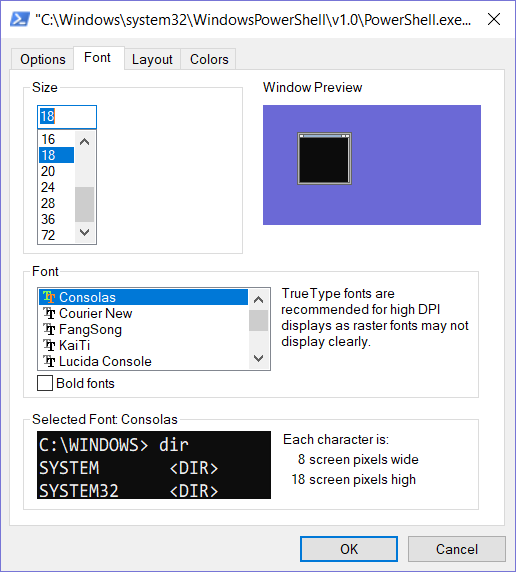 "C:\Windows\system32\WindowsPowerShell\v1.0\PowerShell.exe...
Options Font Layout Colors
Size
18
16
18
20
24
28
36
72
Window Preview
Font
Consolas
Courier New
FangSong
KaiTi
Lucida Console
Bold fonts
TrueType fonts are
recommended for high DPI
displays as raster fonts may not
display clearly.
Selected Font: Consolas
C:\WINDOWS> dir
SYSTEM <DIR>
SYSTEM32 <DIR>
Each character is:
8 screen pixels wide
18 screen pixels high
OK Cancel